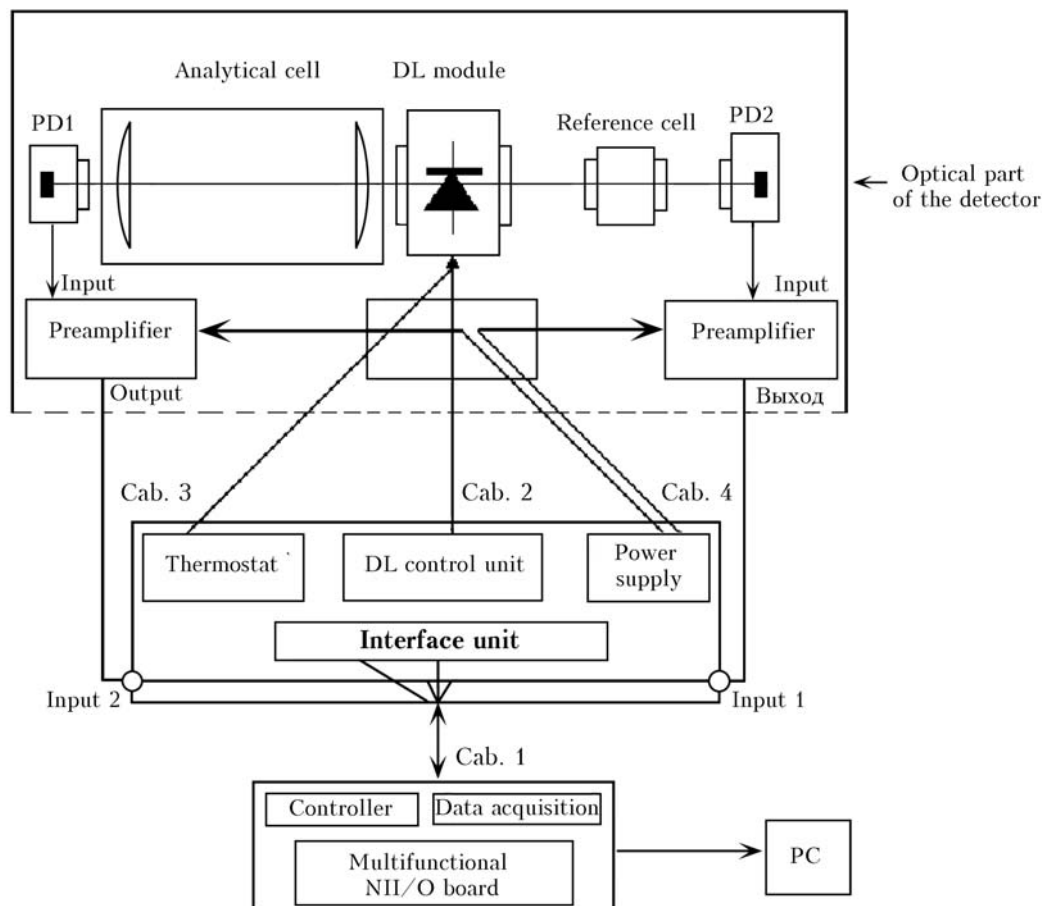 Analytical cell
DL module
PD1
Reference cell
PD2
Optical part
of the detector
Input
Input
Preamplifier
Preamplifier
Output
Выход
Cab. 3
Cab. 2
Cab. 4
Thermostat
DL control unit
Power
supply
Interface unit
Input 2
Input 1
Cab. 1
Controller
Data acquisition
Multifunctional
NII/O board
PC